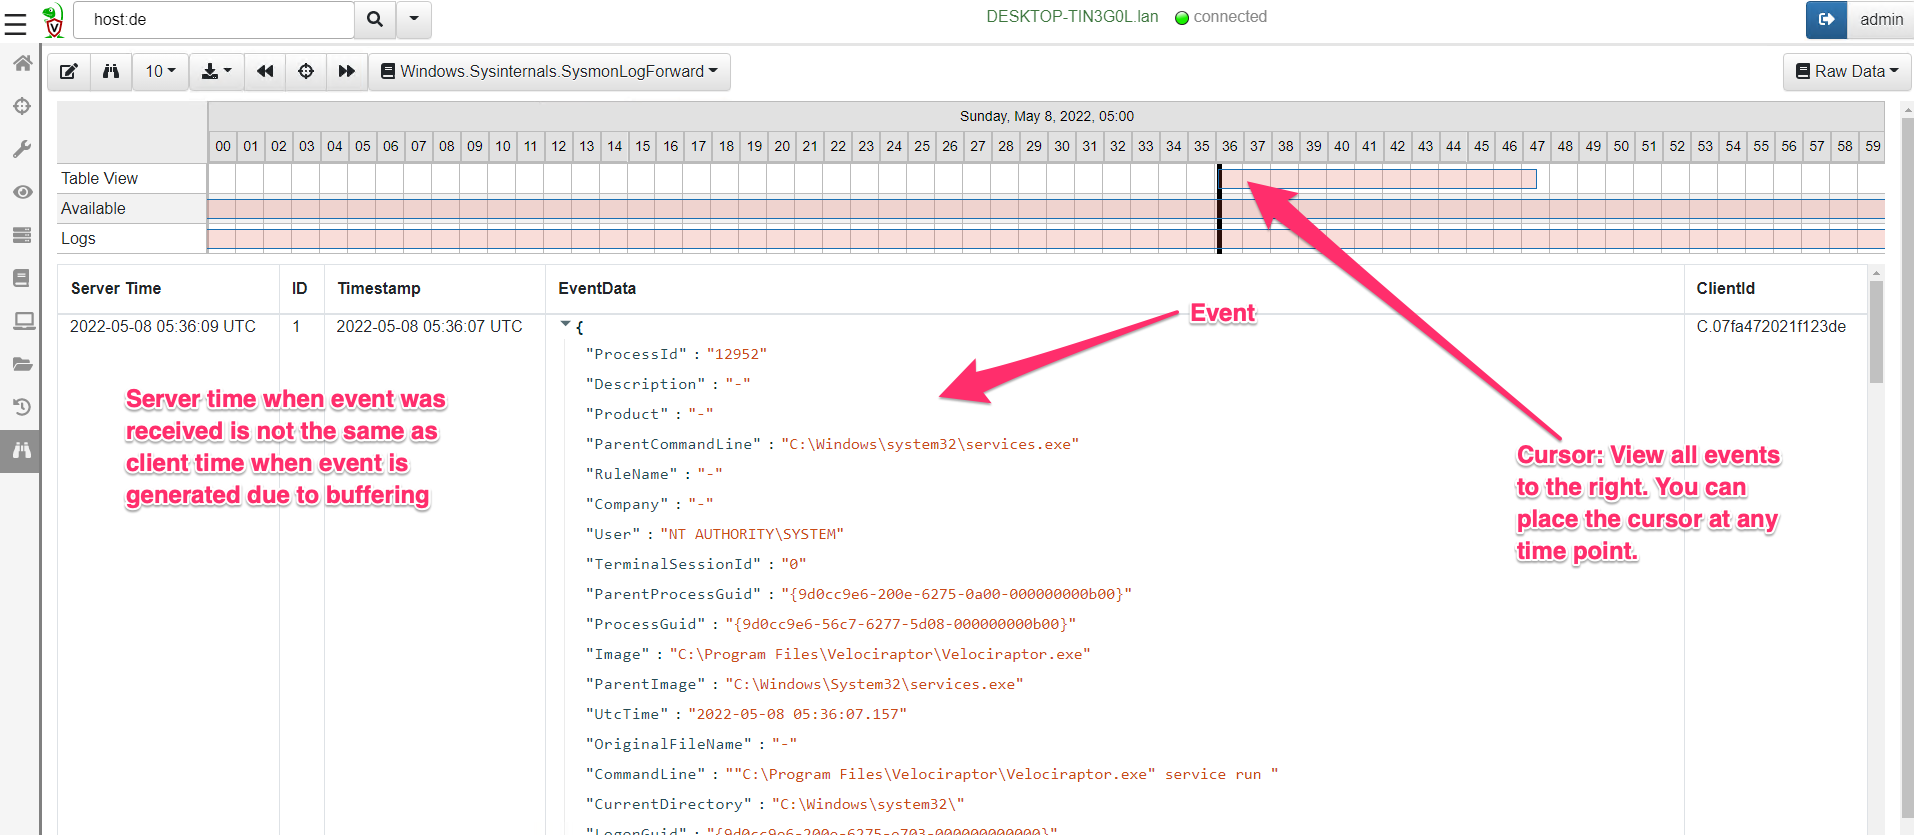 host:de
DESKTOP-TIN3G0L.lan connected
admin
10
Windows.Sysinternals.SysmonLogForward
Raw Data
Sunday, May 8, 2022, 05:00
00 01 02 03 04 05 06 07 08 09 10 11 12 13 14 15 16 17 18 19 20 21 22 23 24 25 26 27 28 29 30 31 32 33 34 35 36 37 38 39 40 41 42 43 44 45 46 47 48 49 50 51 52 53 54 55 56 57 58 59
Table View
Available
Logs
Server Time ID Timestamp EventData ClientId
2022-05-08 05:36:09 UTC 1 2022-05-08 05:36:07 UTC { C.07fa472021f123de
"ProcessId" : "12952"
"Description" : "-"
"Product" : "-"
"ParentCommandLine" : "C:\Windows\system32\services.exe"
"RuleName" : "-"
"Company" : "-"
"User" : "NT AUTHORITY\SYSTEM"
"TerminalSessionId" : "0"
"ParentProcessGuid" : "{9d0cc9e6-200e-6275-0a00-000000000b00}"
"ProcessGuid" : "{9d0cc9e6-56c7-6277-5d08-000000000b00}"
"Image" : "C:\Program Files\Velociraptor\Velociraptor.exe"
"ParentImage" : "C:\Windows\System32\services.exe"
"UtcTime" : "2022-05-08 05:36:07.157"
"OriginalFileName" : "-"
"CommandLine" : ""C:\Program Files\Velociraptor\Velociraptor.exe" service run "
"CurrentDirectory" : "C:\Windows\system32\"
"LogonGuid" : "{9d0cc9e6-200e-6275-e703-000000000000}"
Server time when event was
received is not the same as
client time when event is
generated due to buffering
Event
Cursor: View all events
to the right. You can
place the cursor at any
time point.